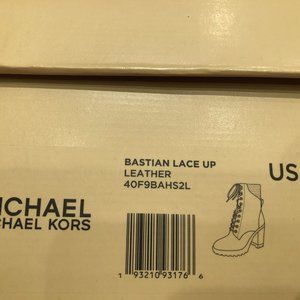 BASTIAN LACE UP
LEATHER
40F9BAHS2L
US
MICHAEL
MICHAEL KORS
1 93210 93176 6